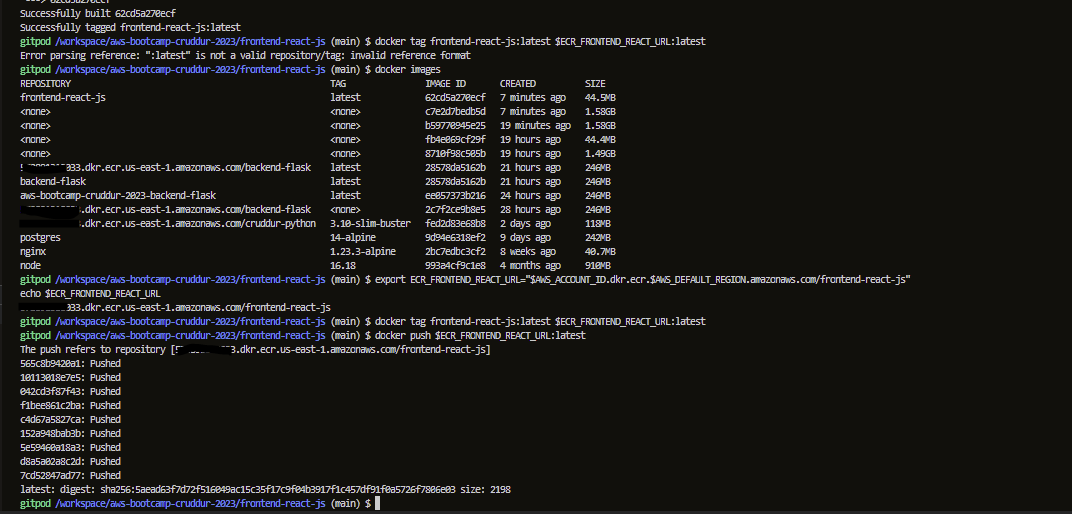 Successfully built 62cd5a270ecf
Successfully tagged frontend-react-js:latest
gitpod /workspace/aws-bootcamp-cruddur-2023/frontend-react-js (main) $ docker tag frontend-react-js:latest $ECR_FRONTEND_REACT_URL:latest
Error parsing reference: ":latest" is not a valid repository/tag: invalid reference format
gitpod /workspace/aws-bootcamp-cruddur-2023/frontend-react-js (main) $ docker images
REPOSITORY TAG IMAGE ID CREATED SIZE
frontend-react-js latest 62cd5a270ecf 7 minutes ago 44.5MB
<none> <none> c7e2d7bedb5d 7 minutes ago 1.58GB
<none> <none> b59770945e25 19 minutes ago 1.58GB
<none> <none> fb4e069cf29f 19 hours ago 44.4MB
<none> <none> 8710f98c505b 19 hours ago 1.49GB
033.dkr.ecr.us-east-1.amazonaws.com/backend-flask latest 28578da5162b 21 hours ago 246MB
backend-flask latest 28578da5162b 21 hours ago 246MB
aws-bootcamp-cruddur-2023-backend-flask latest ee057373b216 24 hours ago 246MB
.dkr.ecr.us-east-1.amazonaws.com/backend-flask <none> 2c7f2ce9b8e5 28 hours ago 246MB
.dkr.ecr.us-east-1.amazonaws.com/cruddur-python 3.10-slim-buster fed2d83e68b8 2 days ago 118MB
postgres 14-alpine 9d94e6318ef2 9 days ago 242MB
nginx 1.23.3-alpine 2bc7edbc3cf2 8 weeks ago 40.7MB
node 16.18 993a4cf9c1e8 4 months ago 910MB
gitpod /workspace/aws-bootcamp-cruddur-2023/frontend-react-js (main) $ export ECR_FRONTEND_REACT_URL="$AWS_ACCOUNT_ID.dkr.ecr.$AWS_DEFAULT_REGION.amazonaws.com/frontend-react-js"
echo $ECR_FRONTEND_REACT_URL
033.dkr.ecr.us-east-1.amazonaws.com/frontend-react-js
gitpod /workspace/aws-bootcamp-cruddur-2023/frontend-react-js (main) $ docker tag frontend-react-js:latest $ECR_FRONTEND_REACT_URL:latest
gitpod /workspace/aws-bootcamp-cruddur-2023/frontend-react-js (main) $ docker push $ECR_FRONTEND_REACT_URL:latest
The push refers to repository [5 3.dkr.ecr.us-east-1.amazonaws.com/frontend-react-js]
565c8b9420a1: Pushed
10113018e7e5: Pushed
042cd3f87f43: Pushed
f1bee861c2ba: Pushed
c4d67a5827ca: Pushed
152a948bab3b: Pushed
5e59460a18a3: Pushed
d8a5a02a8c2d: Pushed
7cd52847ad77: Pushed
latest: digest: sha256:5aead63f7d72f516049ac15c35f17c9f04b3917f1c457df91f0a5726f7806e03 size: 2198
gitpod /workspace/aws-bootcamp-cruddur-2023/frontend-react-js (main) $